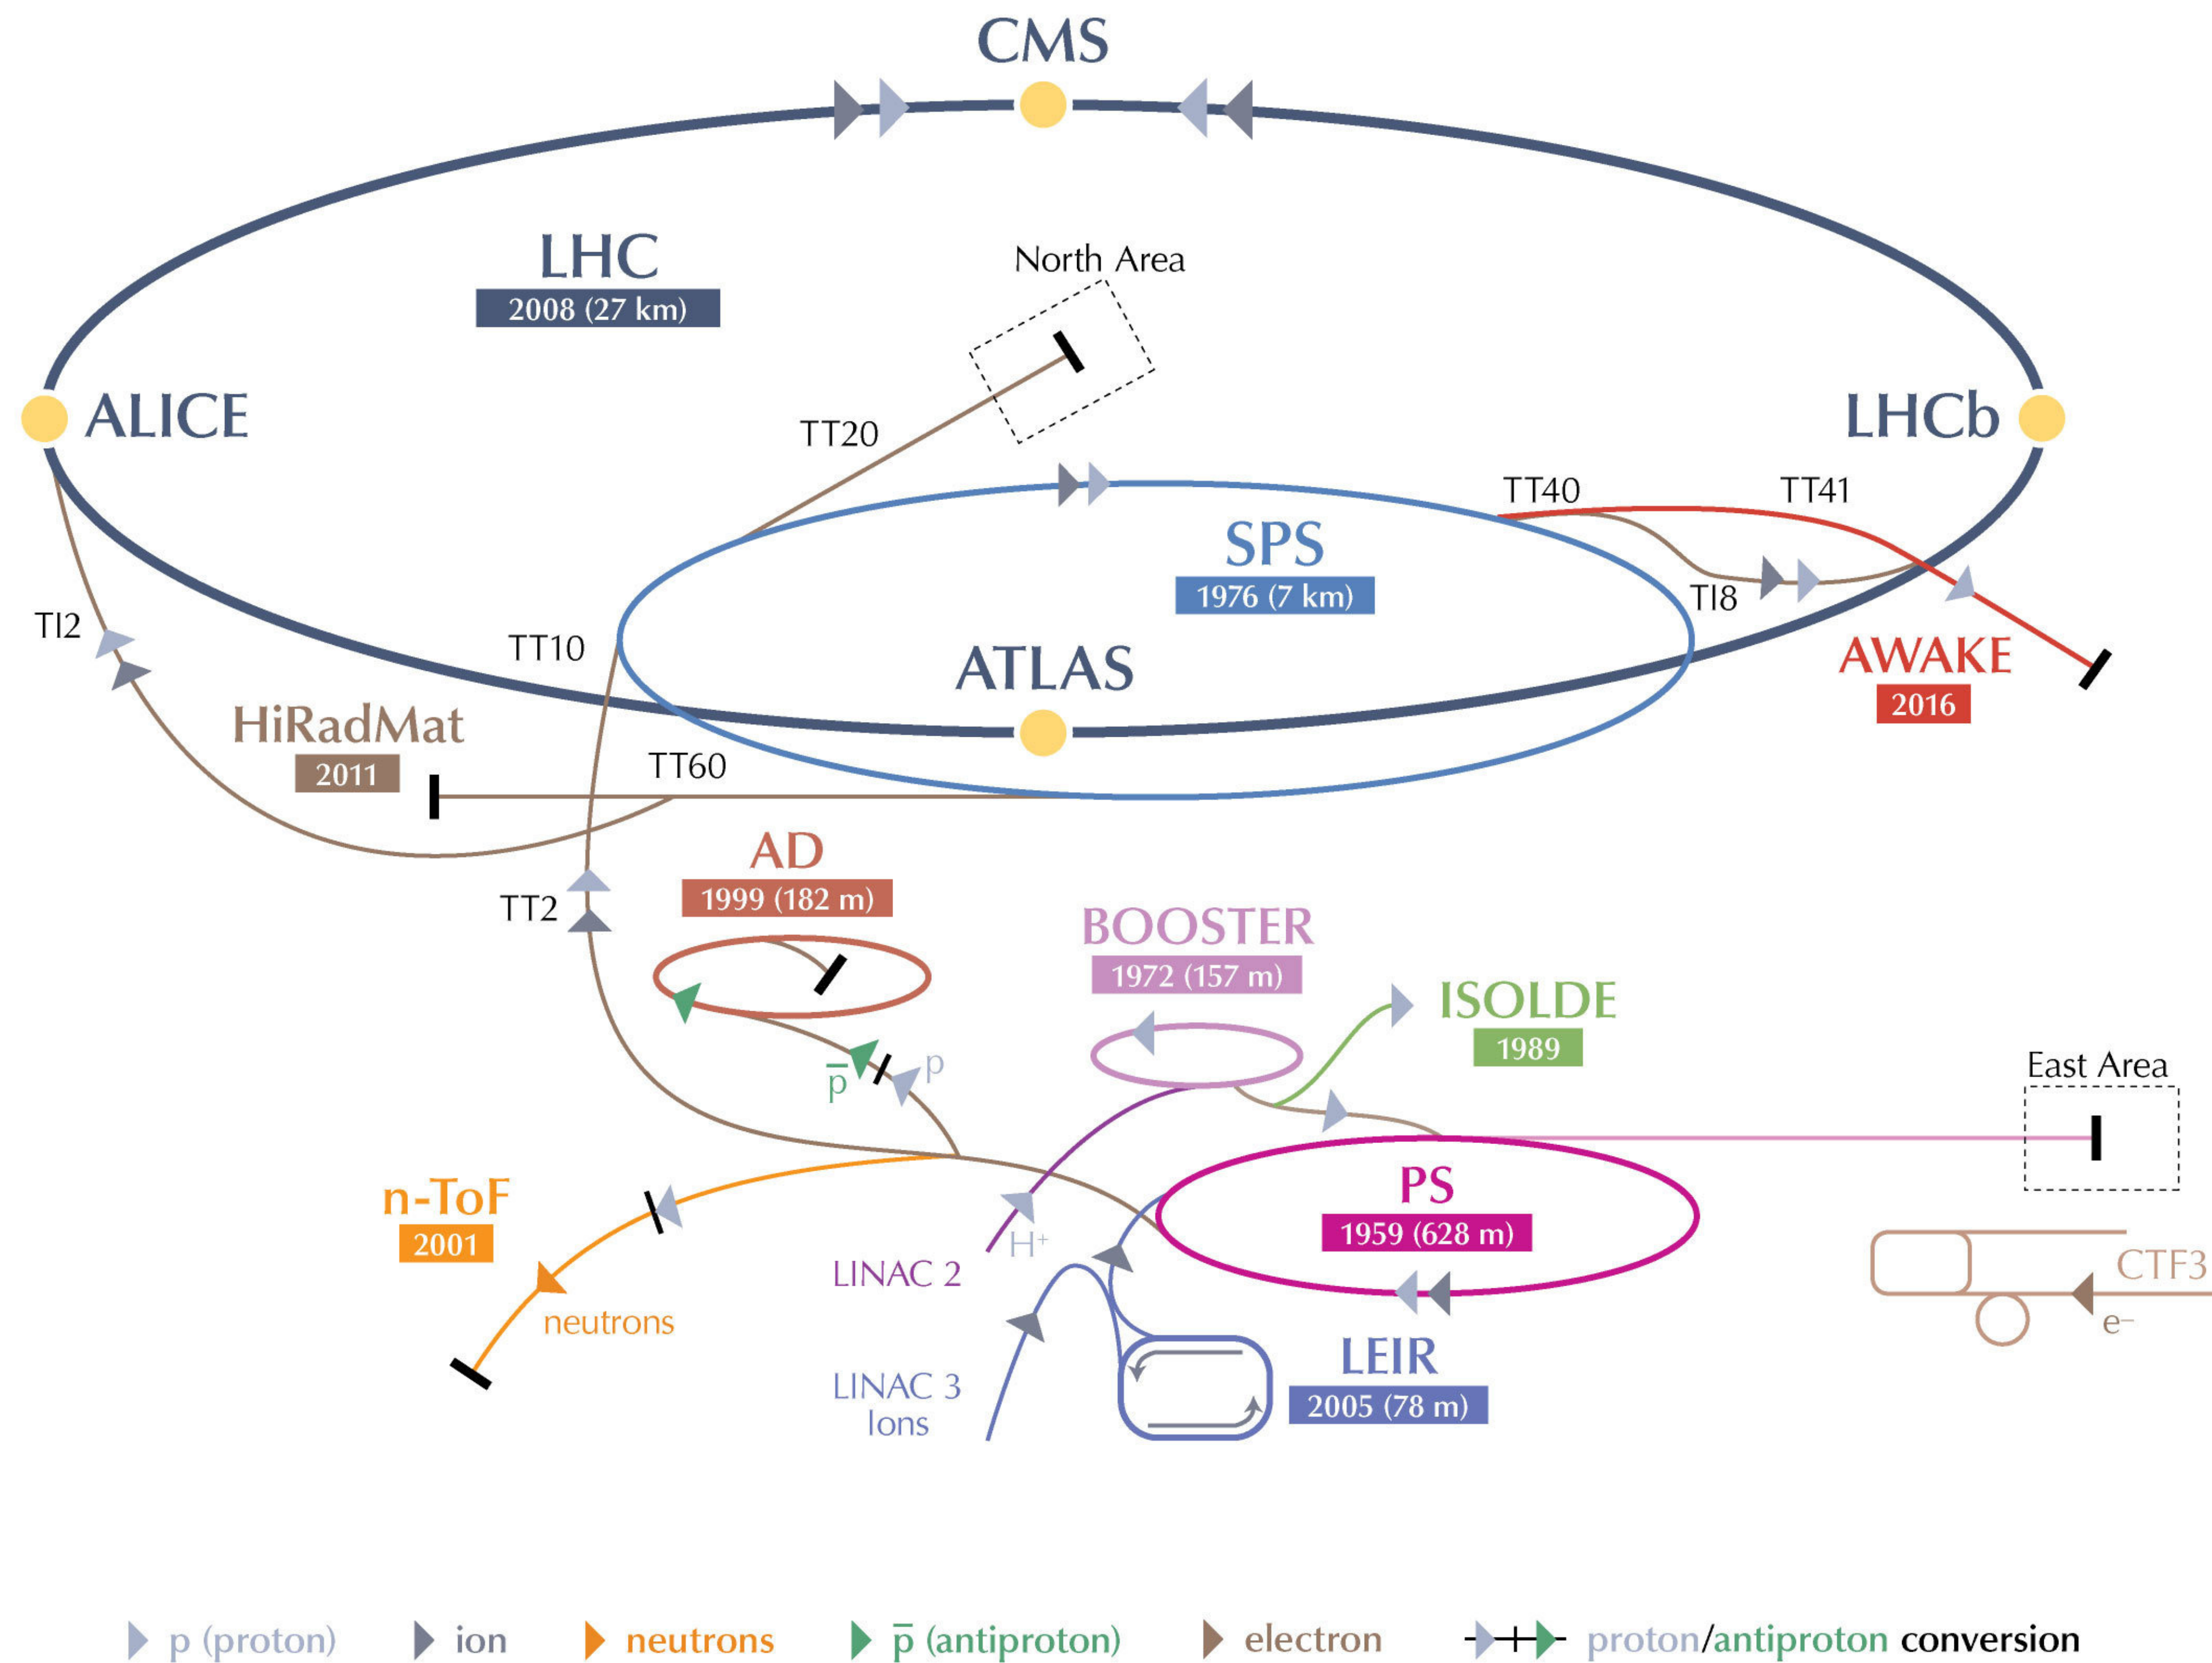 CMS
LHC
2008 (27 km)
North Area
ALICE
TT20
LHCb
TT40
TT41
SPS
1976 (7 km)
TI8
TI2
TT10
ATLAS
AWAKE
2016
HiRadMat
2011
TT60
AD
1999 (182 m)
TT2
BOOSTER
1972 (157 m)
ISOLDE
1989
p̅
p
East Area
n-ToF
2001
PS
1959 (628 m)
H⁺
LINAC 2
neutrons
CTF3
e⁻
LEIR
2005 (78 m)
LINAC 3
Ions
p (proton)
ion
neutrons
p̅ (antiproton)
electron
proton/antiproton conversion